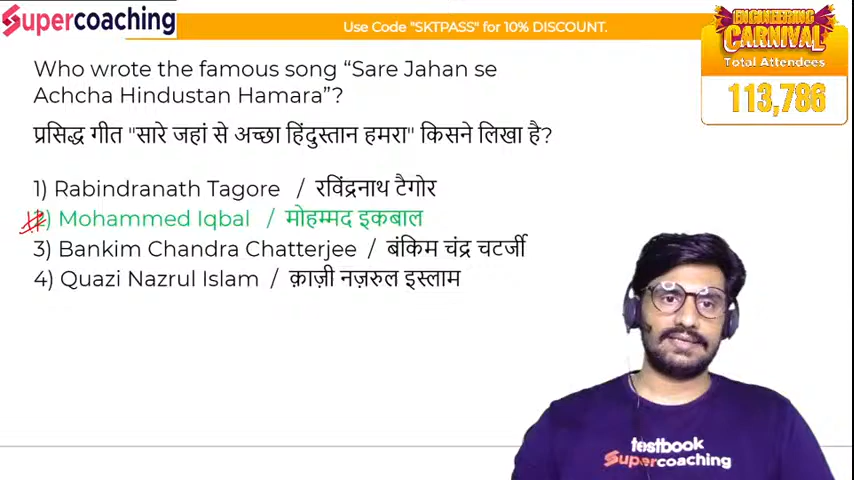 Supercoaching
Use Code "SKTPASS" for 10% DISCOUNT.
ENGINEERING
CARNIVAL
Total Attendees
113,786
Who wrote the famous song “Sare Jahan se
Achcha Hindustan Hamara”?
प्रसिद्ध गीत "सारे जहां से अच्छा हिंदुस्तान हमरा" किसने लिखा है?
1) Rabindranath Tagore / रविंद्रनाथ टैगोर
2) Mohammed Iqbal / मोहम्मद इकबाल
3) Bankim Chandra Chatterjee / बंकिम चंद्र चटर्जी
4) Quazi Nazrul Islam / क़ाज़ी नज़रुल इस्लाम
testbook
Supercoaching